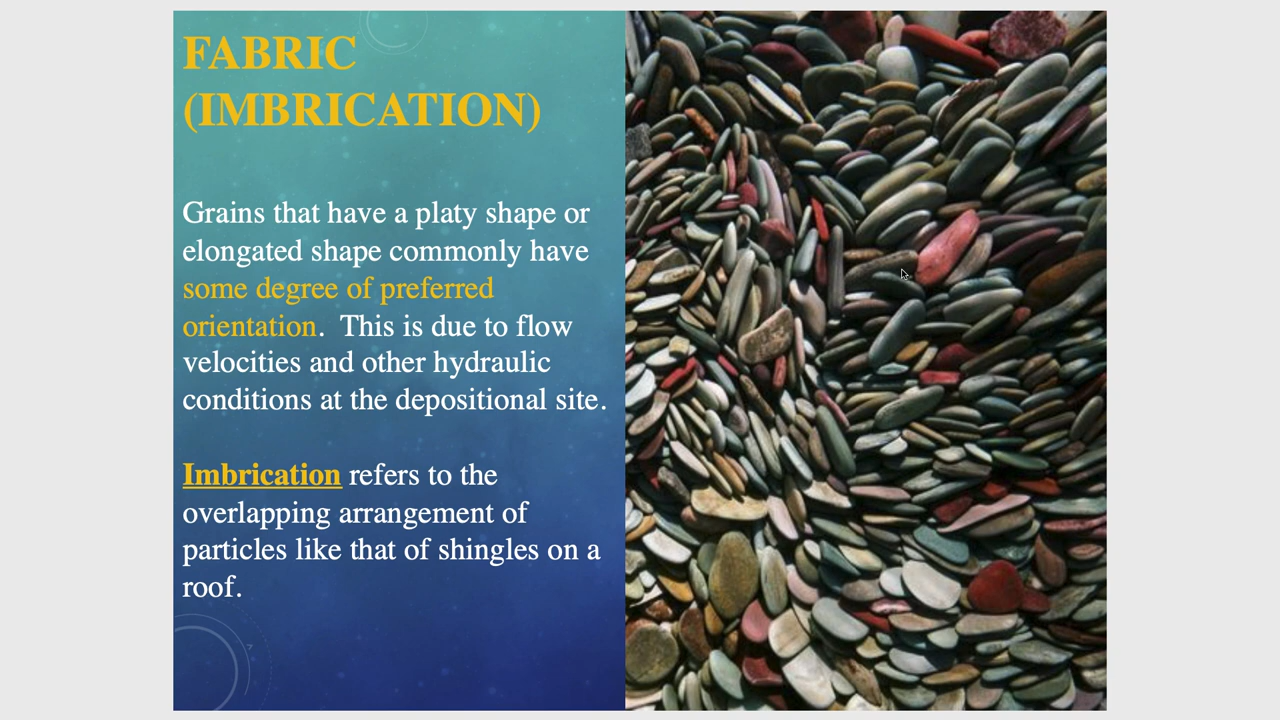 FABRIC
(IMBRICATION)
Grains that have a platy shape or
elongated shape commonly have
some degree of preferred
orientation.  This is due to flow
velocities and other hydraulic
conditions at the depositional site.
Imbrication refers to the
overlapping arrangement of
particles like that of shingles on a
roof.